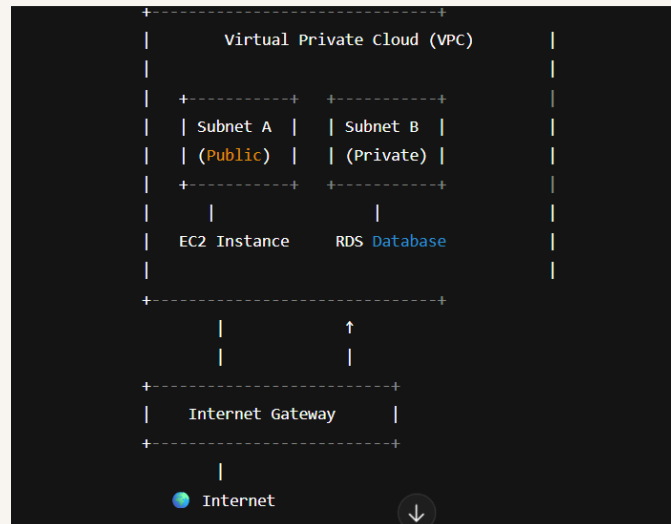 Virtual Private Cloud (VPC)
Subnet A Subnet B
(Public) (Private)
EC2 Instance RDS Database
Internet Gateway
Internet